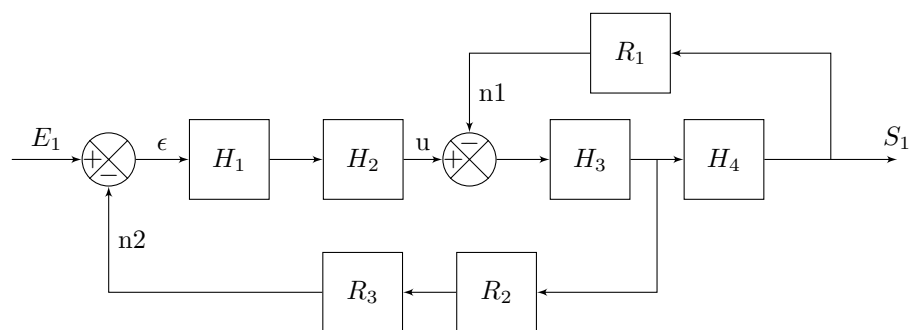 R₁
n1
E₁
+
−
ϵ
H₁
H₂
u
+
−
H₃
H₄
S₁
n2
R₃
R₂